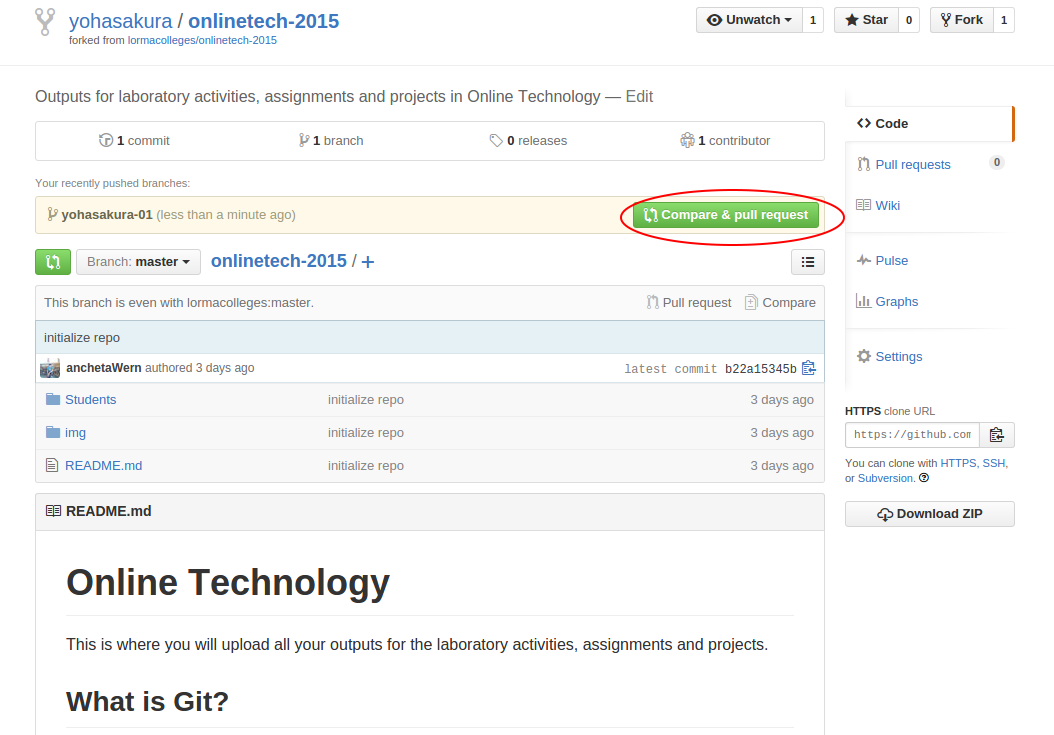 yohasakura / onlinetech-2015
Unwatch 1 Star 0 Fork 1
forked from lormacolleges/onlinetech-2015
Outputs for laboratory activities, assignments and projects in Online Technology — Edit
1 commit 1 branch 0 releases 1 contributor
Your recently pushed branches:
yohasakura-01 (less than a minute ago) Compare & pull request
Branch: master onlinetech-2015 / +
This branch is even with lormacolleges:master. Pull request Compare
initialize repo
anchetaWern authored 3 days ago latest commit b22a15345b
Students initialize repo 3 days ago
img initialize repo 3 days ago
README.md initialize repo 3 days ago
README.md
Online Technology
This is where you will upload all your outputs for the laboratory activities, assignments and projects.
What is Git?
Code
Pull requests 0
Wiki
Pulse
Graphs
Settings
HTTPS clone URL
https://github.com
You can clone with HTTPS, SSH,
or Subversion.
Download ZIP